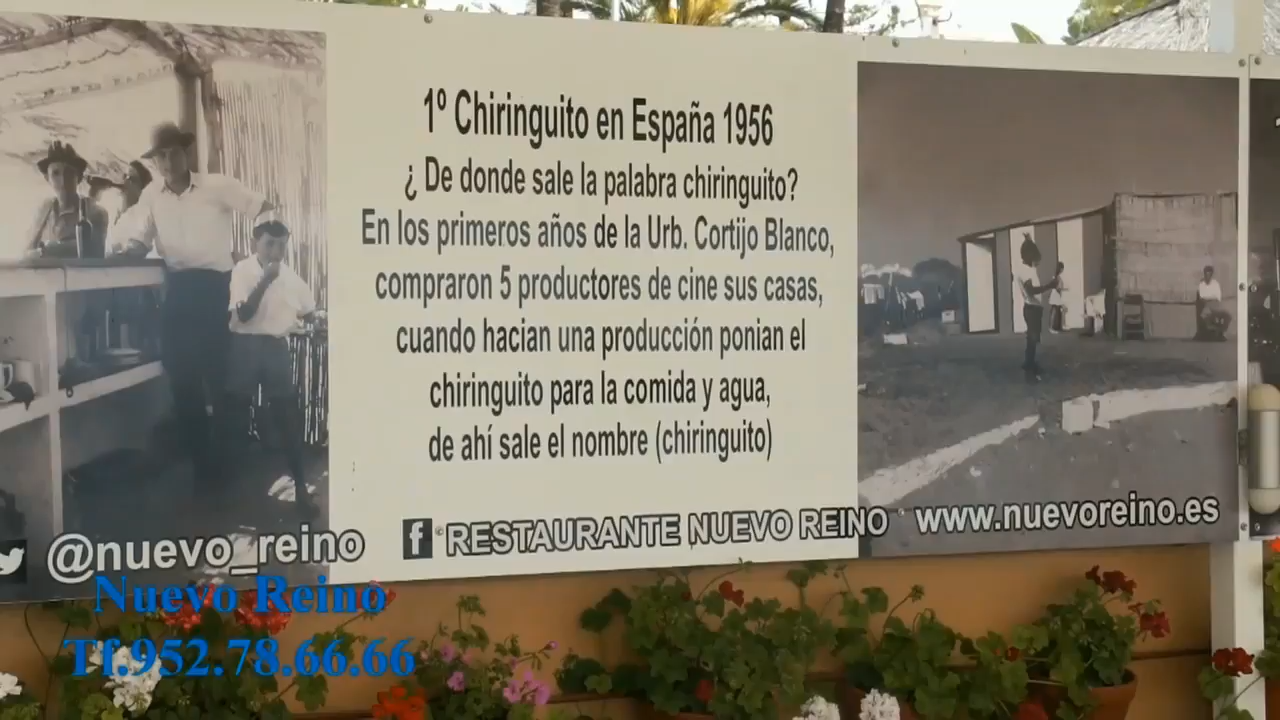 1º Chiringuito en España 1956
¿ De donde sale la palabra chiringuito?
En los primeros años de la Urb. Cortijo Blanco,
compraron 5 productores de cine sus casas,
cuando hacian una producción ponian el
chiringuito para la comida y agua,
de ahí sale el nombre (chiringuito)
@nuevo_reino
RESTAURANTE NUEVO REINO
www.nuevoreino.es
Nuevo Reino
Tf.952.78.66.66